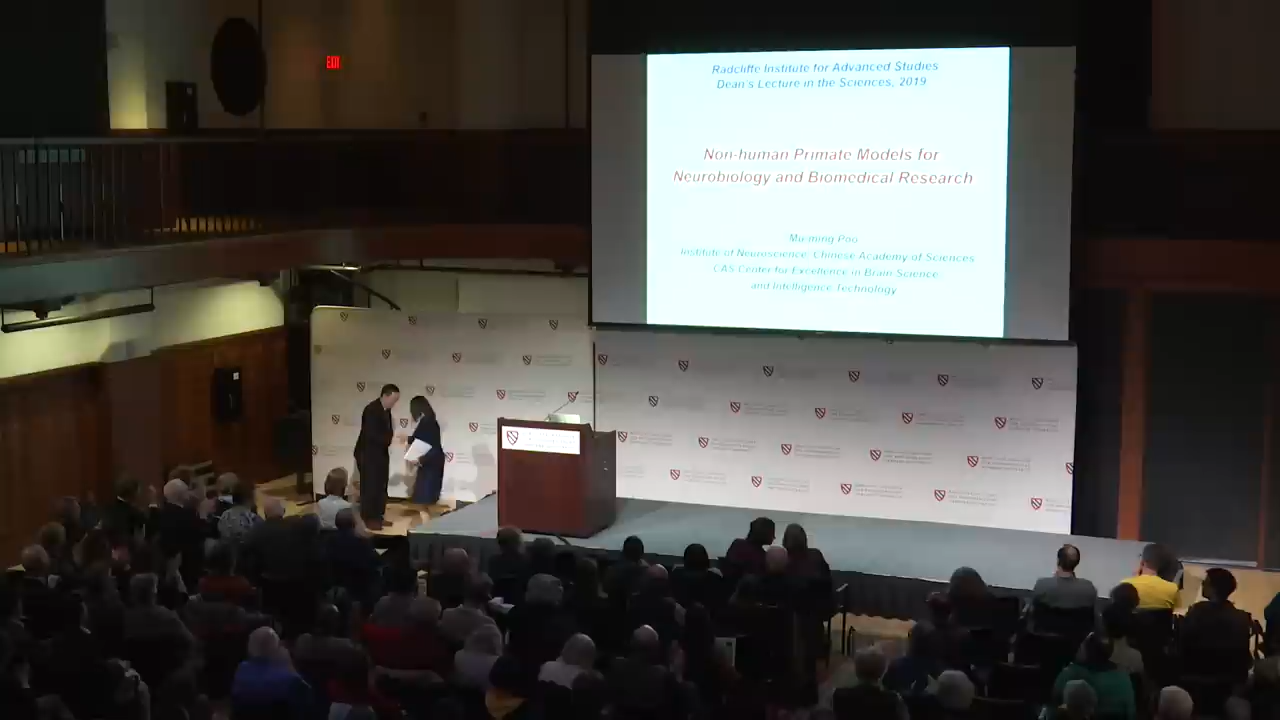 EXIT
Radcliffe Institute for Advanced Studies
Dean's Lecture in the Sciences, 2019
Non-human Primate Models for
Neurobiology and Biomedical Research
Mu-ming Poo
Institute of Neuroscience, Chinese Academy of Sciences
CAS Center for Excellence in Brain Science
and Intelligence Technology